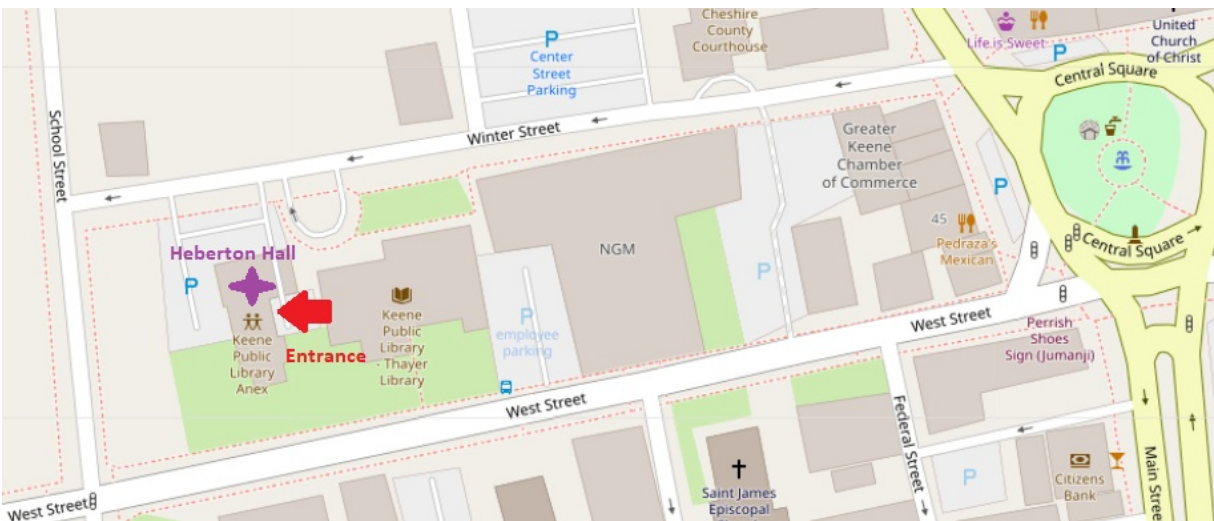 Cheshire
County
Courthouse
Life is Sweet
P
United
Church
of Christ
Central Square
P
Center
Street
Parking
School Street
Winter Street
Greater
Keene
Chamber
of Commerce
P
45
Pedraza's
Mexican
Central Square
Heberton Hall
P
NGM
P
Keene
Public
Library
Anex
Entrance
Keene
Public
Library
- Thayer
Library
P
employee
parking
West Street
Perrish
Shoes
Sign (Jumanji)
West Street
Federal Street
Main Stree
West Street
Saint James
Episcopal
P
Citizens
Bank